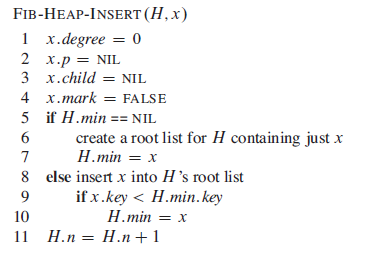 FIB-HEAP-INSERT(H, x)
1 x.degree = 0
2 x.p = NIL
3 x.child = NIL
4 x.mark = FALSE
5 if H.min == NIL
6 create a root list for H containing just x
7 H.min = x
8 else insert x into H's root list
9 if x.key < H.min.key
10 H.min = x
11 H.n = H.n + 1